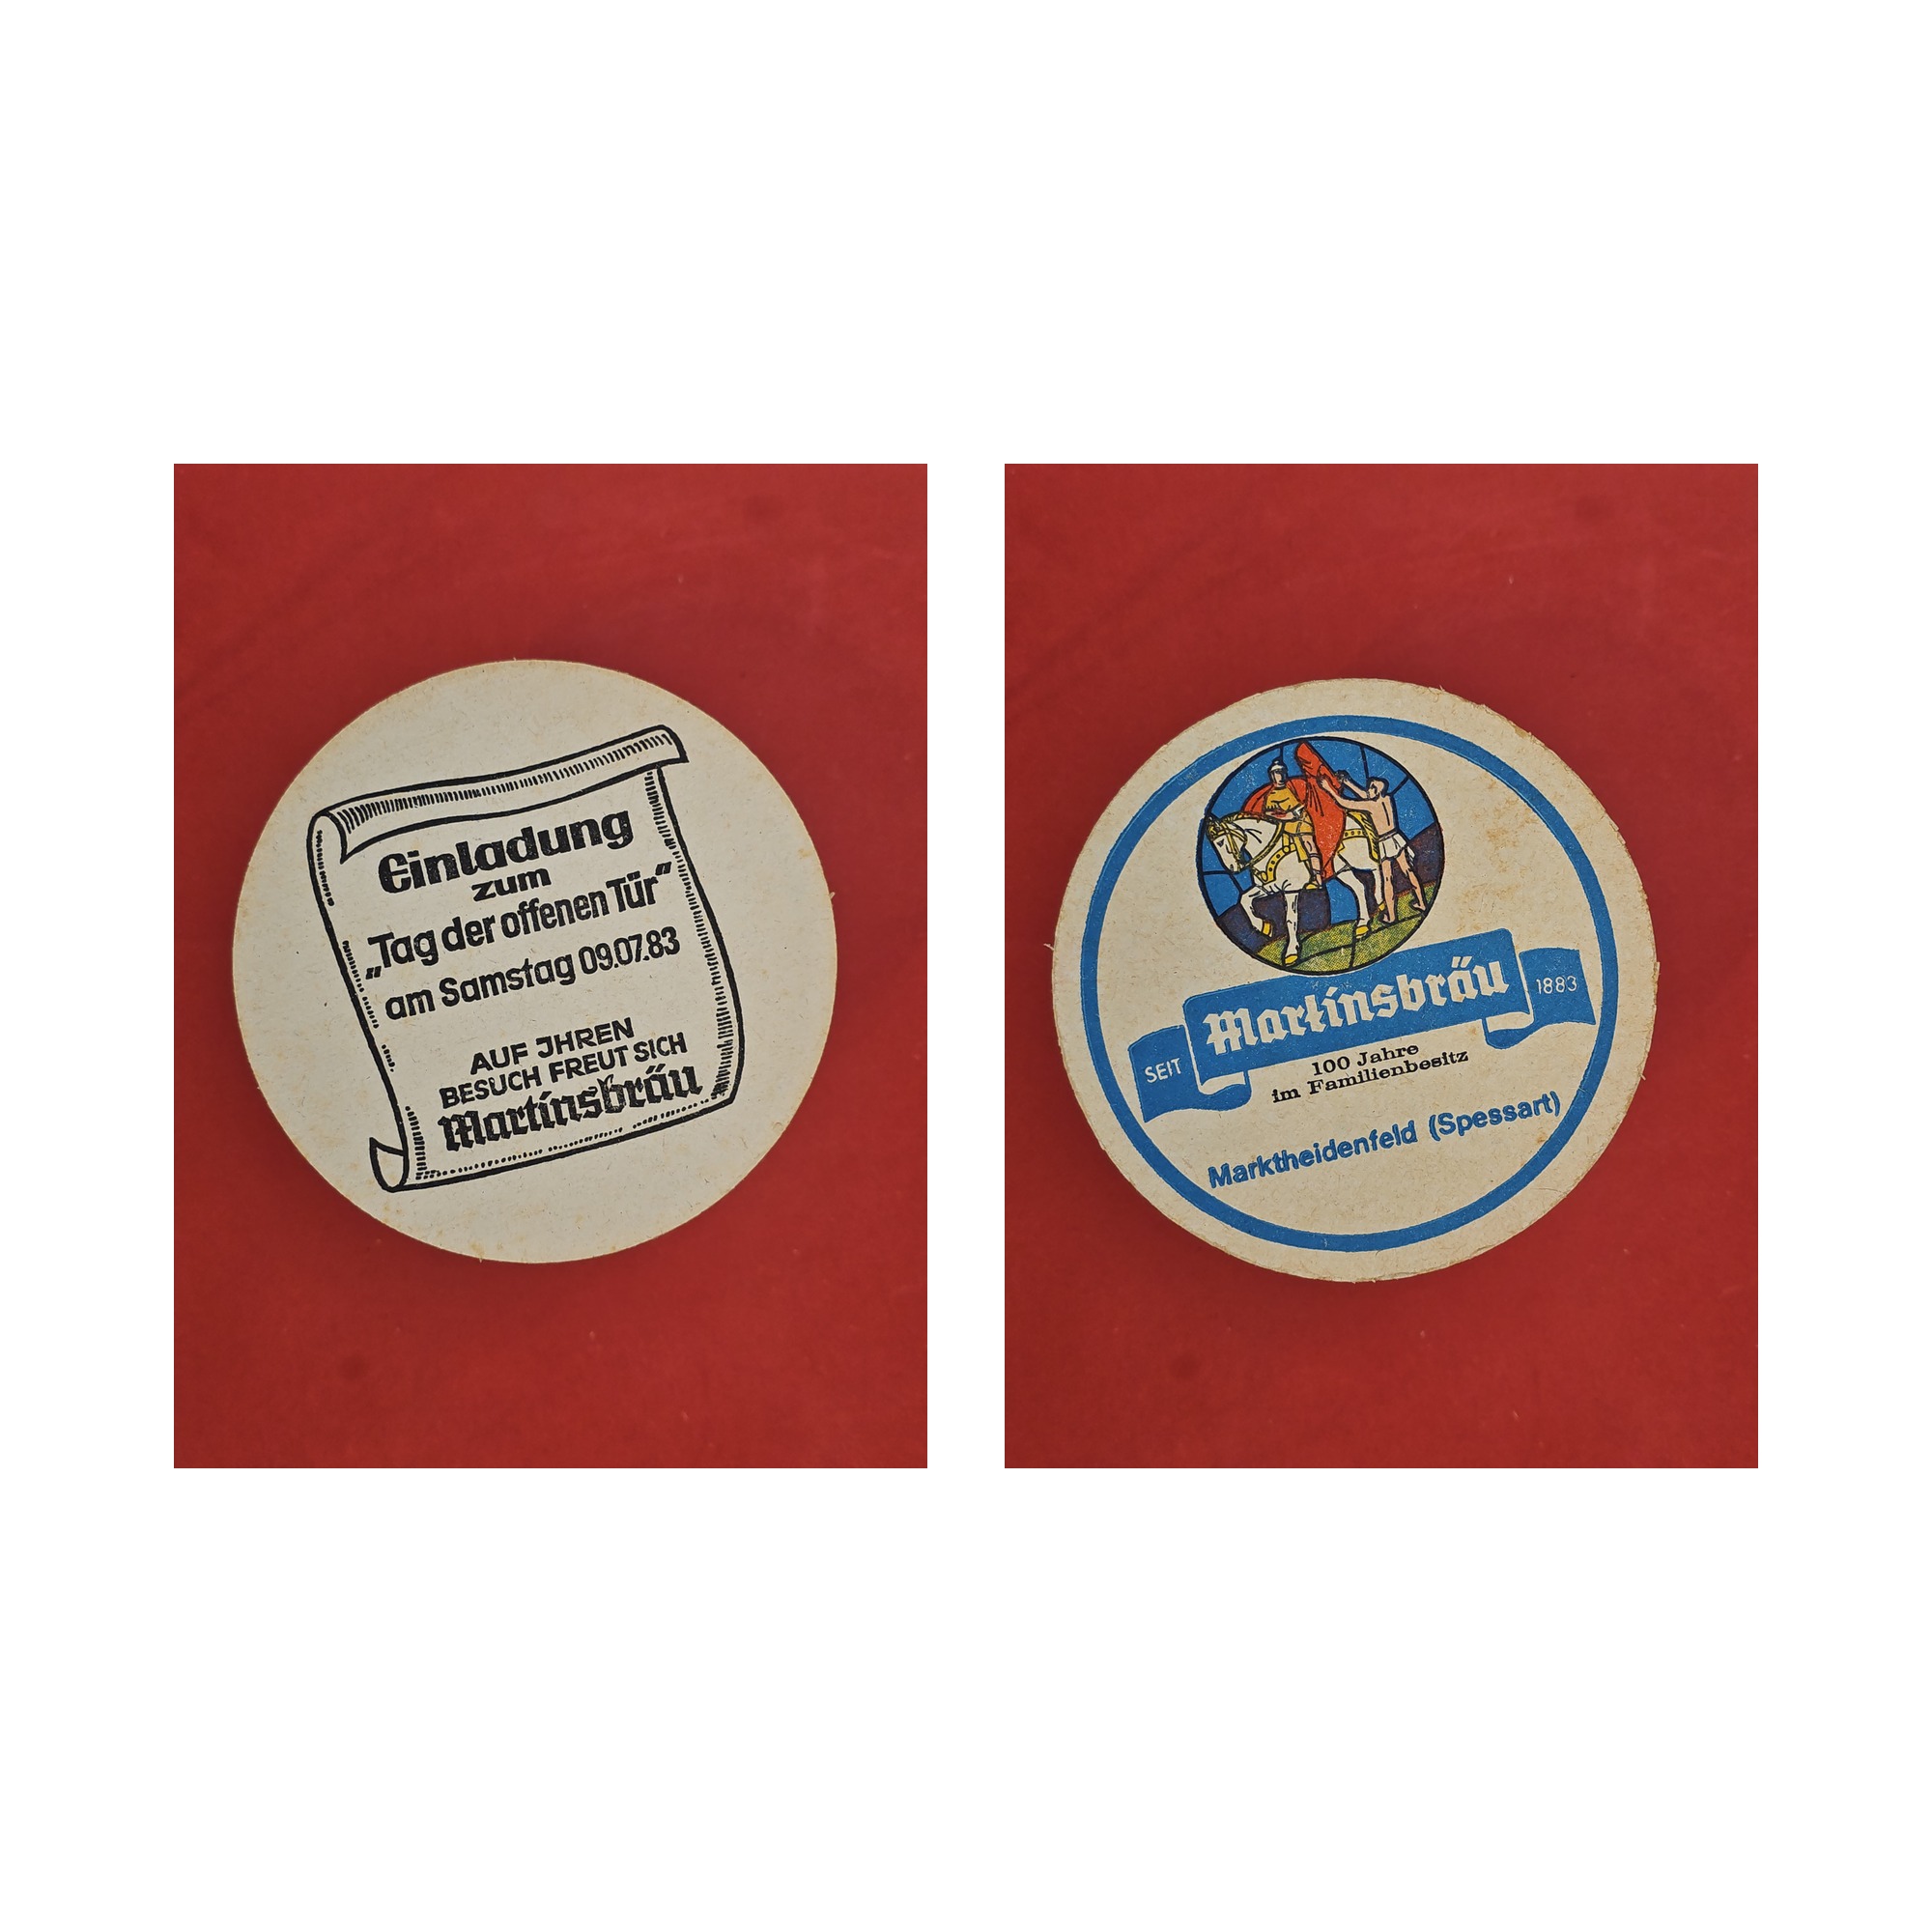 Einladung
zum
„Tag der offenen Tür“
am Samstag 09.07.83
AUF JHREN
BESUCH FREUT SICH
Martinsbräu
Martinsbräu
SEIT 1883
100 Jahre
im Familienbesitz
Marktheidenfeld (Spessart)